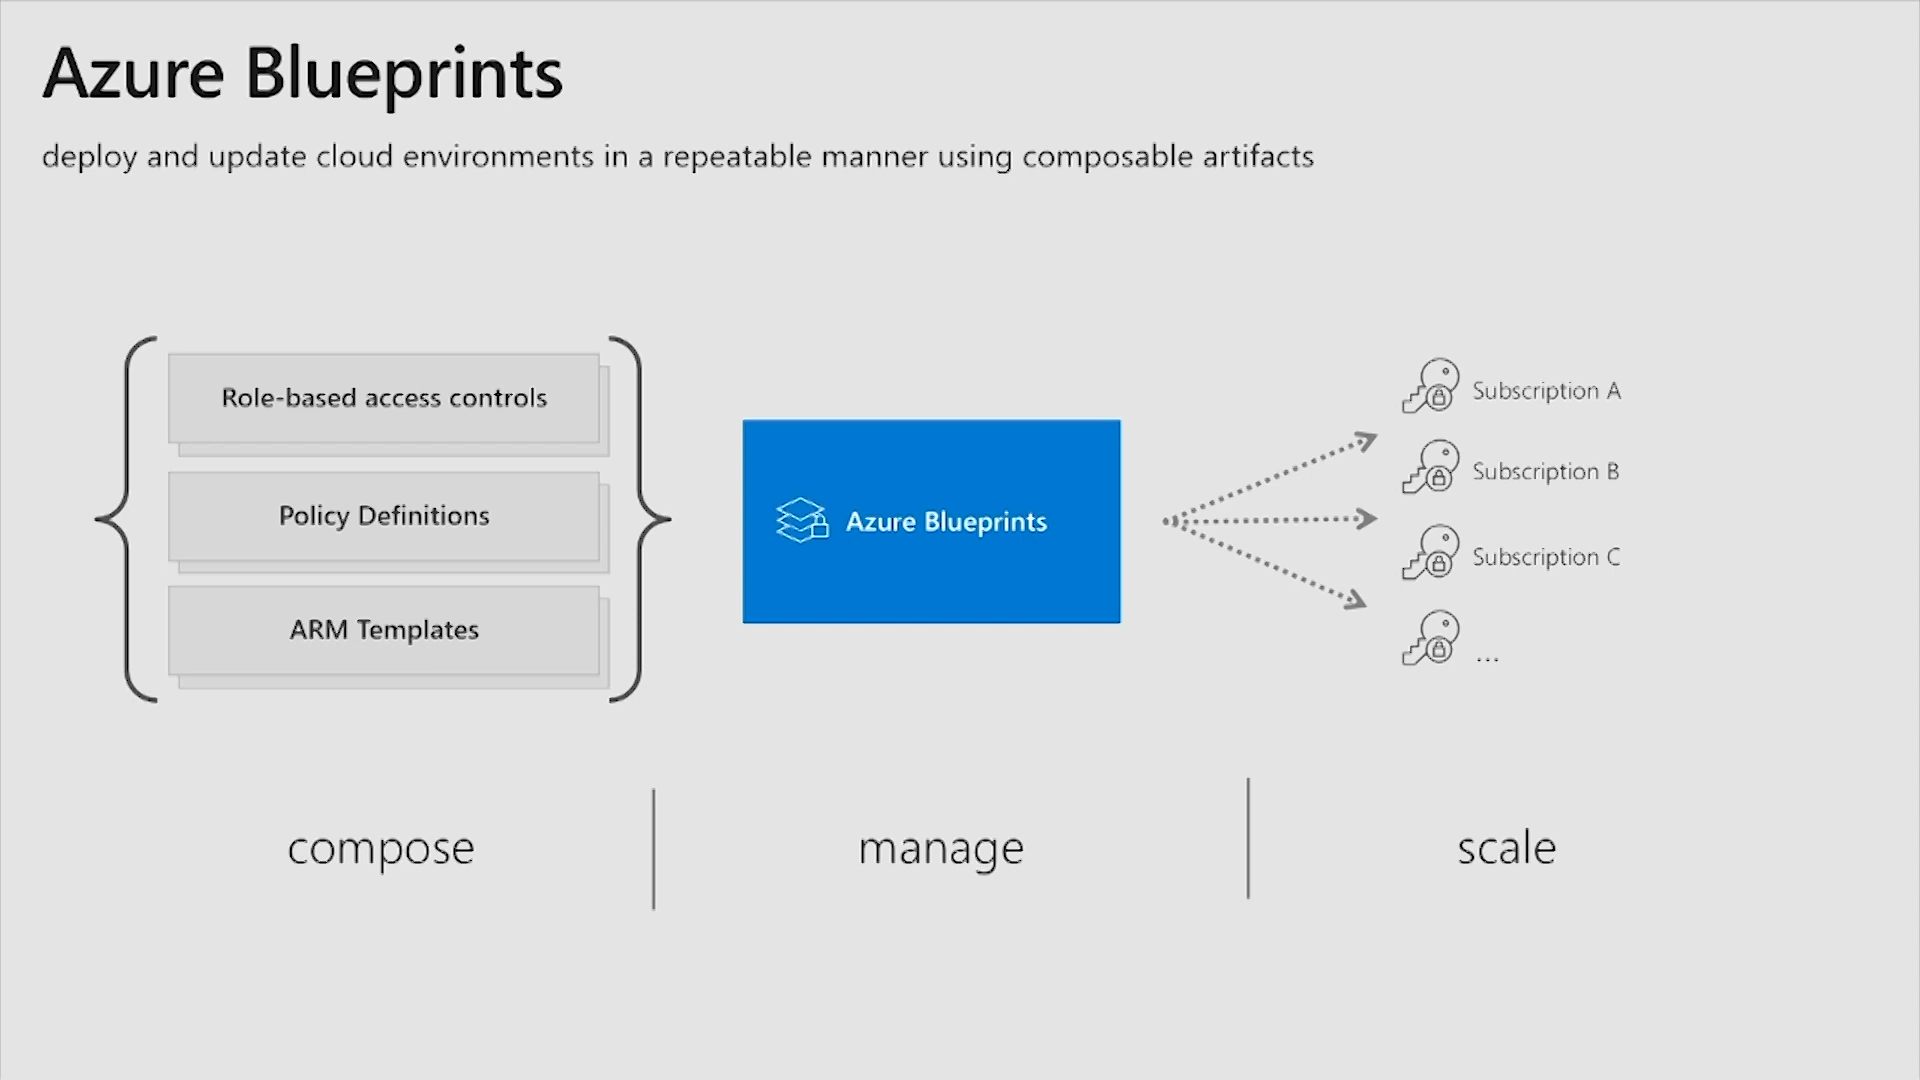 Azure Blueprints
deploy and update cloud environments in a repeatable manner using composable artifacts
Role-based access controls
Policy Definitions
ARM Templates
Azure Blueprints
Subscription A
Subscription B
Subscription C
...
compose
manage
scale